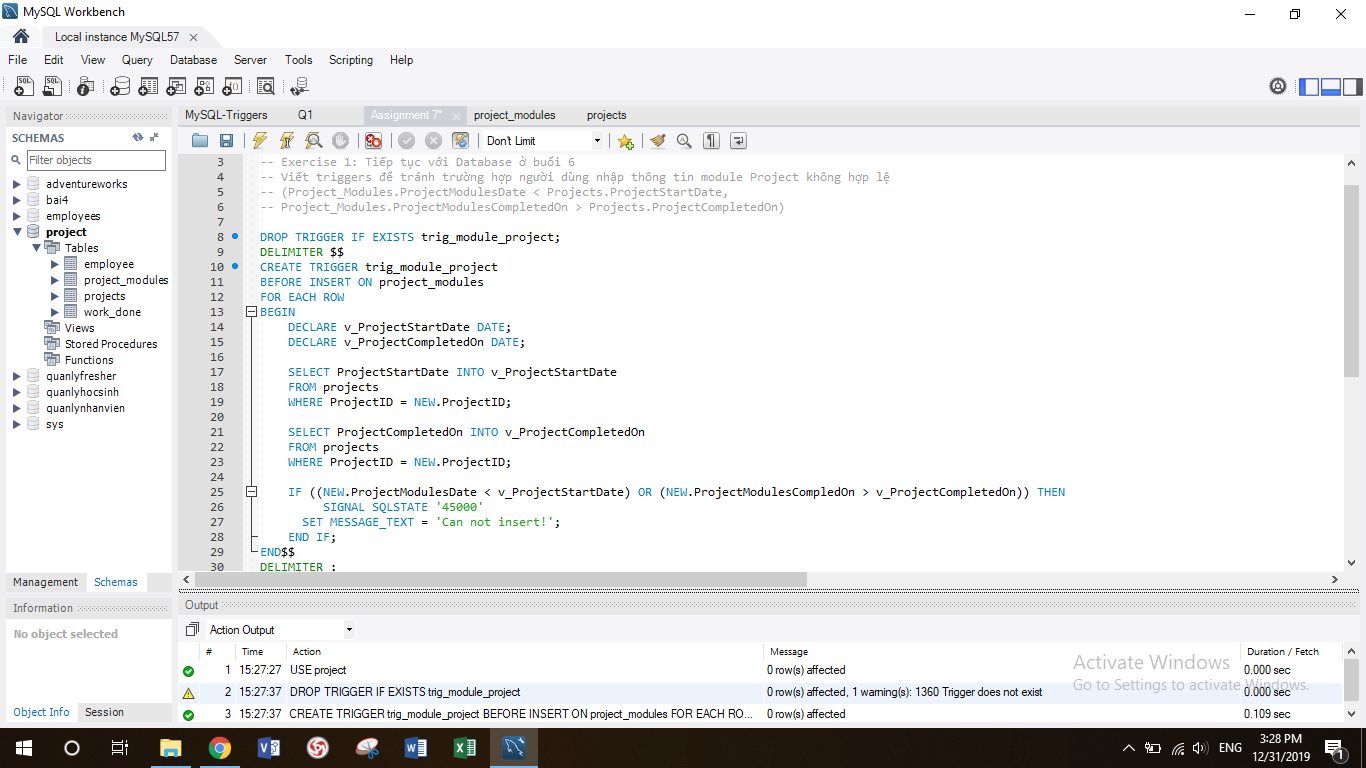 MySQL Workbench
Local instance MySQL57
File Edit View Query Database Server Tools Scripting Help
Navigator
SCHEMAS
Filter objects
adventureworks
bai4
employees
project
Tables
employee
project_modules
projects
work_done
Views
Stored Procedures
Functions
quanlyfresher
quanlyhocsinh
quanlynhanvien
sys
Management Schemas
Information
No object selected
Object Info Session
MySQL-Triggers Q1 Assignment 7* project_modules projects
Don't Limit
3 -- Exercise 1: Tiếp tục với Database ở buổi 6
4 -- Viết triggers để tránh trường hợp người dùng nhập thông tin module Project không hợp lệ
5 -- (Project_Modules.ProjectModulesDate < Projects.ProjectStartDate,
6 -- Project_Modules.ProjectModulesCompletedOn > Projects.ProjectCompletedOn)
7
8 DROP TRIGGER IF EXISTS trig_module_project;
9 DELIMITER $$
10 CREATE TRIGGER trig_module_project
11 BEFORE INSERT ON project_modules
12 FOR EACH ROW
13 BEGIN
14 DECLARE v_ProjectStartDate DATE;
15 DECLARE v_ProjectCompletedOn DATE;
16
17 SELECT ProjectStartDate INTO v_ProjectStartDate
18 FROM projects
19 WHERE ProjectID = NEW.ProjectID;
20
21 SELECT ProjectCompletedOn INTO v_ProjectCompletedOn
22 FROM projects
23 WHERE ProjectID = NEW.ProjectID;
24
25 IF ((NEW.ProjectModulesDate < v_ProjectStartDate) OR (NEW.ProjectModulesCompledOn > v_ProjectCompletedOn)) THEN
26 SIGNAL SQLSTATE '45000'
27 SET MESSAGE_TEXT = 'Can not insert!';
28 END IF;
29 END$$
30 DELIMITER ;
Output
Action Output
# Time Action Message Duration / Fetch
1 15:27:27 USE project 0 row(s) affected 0.000 sec
2 15:27:37 DROP TRIGGER IF EXISTS trig_module_project 0 row(s) affected, 1 warning(s): 1360 Trigger does not exist 0.000 sec
3 15:27:37 CREATE TRIGGER trig_module_project BEFORE INSERT ON project_modules FOR EACH RO... 0 row(s) affected 0.109 sec
Activate Windows
Go to Settings to activate Windows.
ENG
3:28 PM
12/31/2019
1